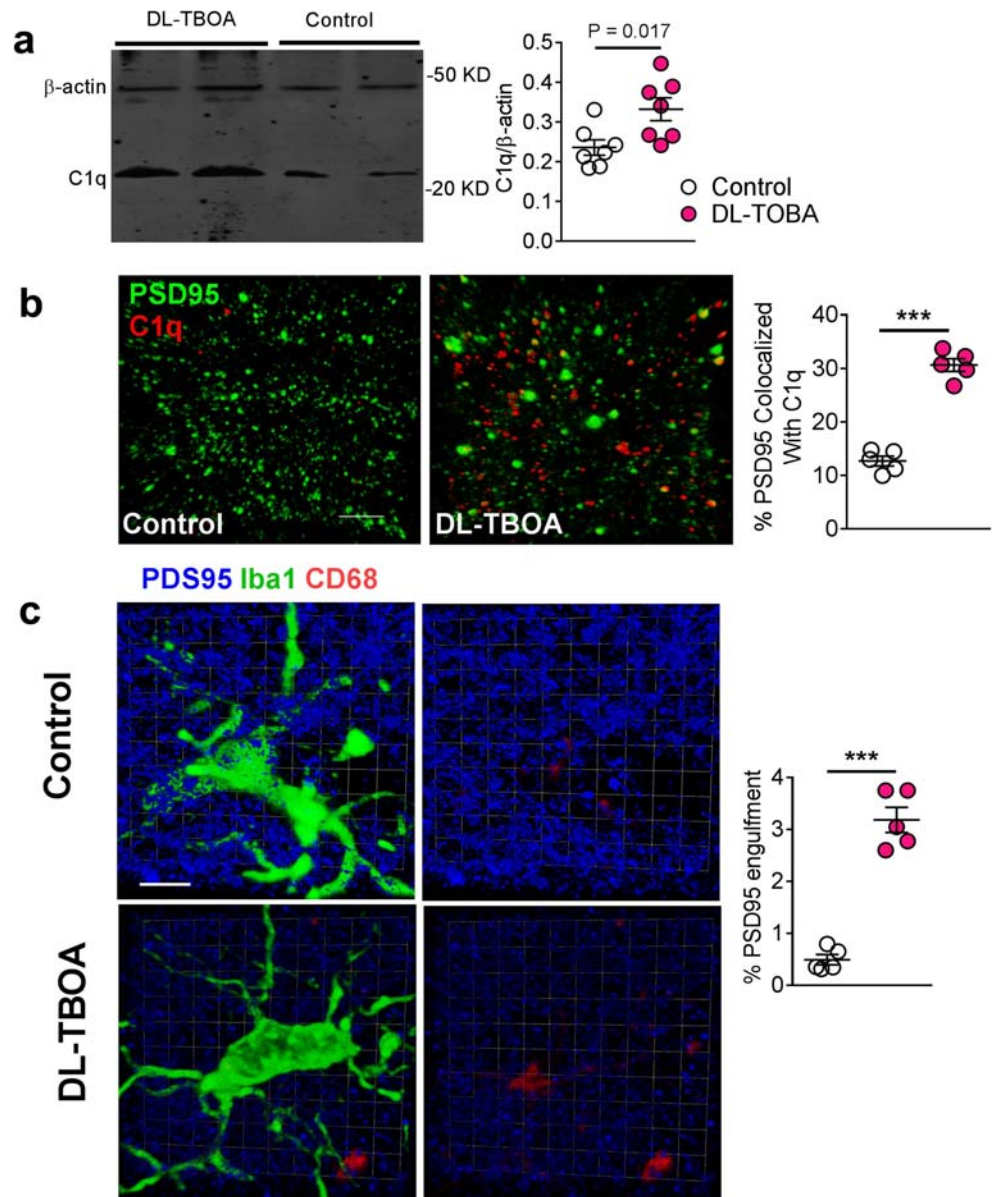 a
DL-TBOA Control
β-actin
C1q
-50 KD
-20 KD
P = 0.017
C1q/β-actin
0.5
0.4
0.3
0.2
0.1
0.0
Control
DL-TOBA
b
PSD95
C1q
Control
DL-TBOA
% PSD95 Colocalized
With C1q
***
40
30
20
10
0
c
PDS95 Iba1 CD68
Control
DL-TBOA
% PSD95 engulfment
***
4
3
2
1
0